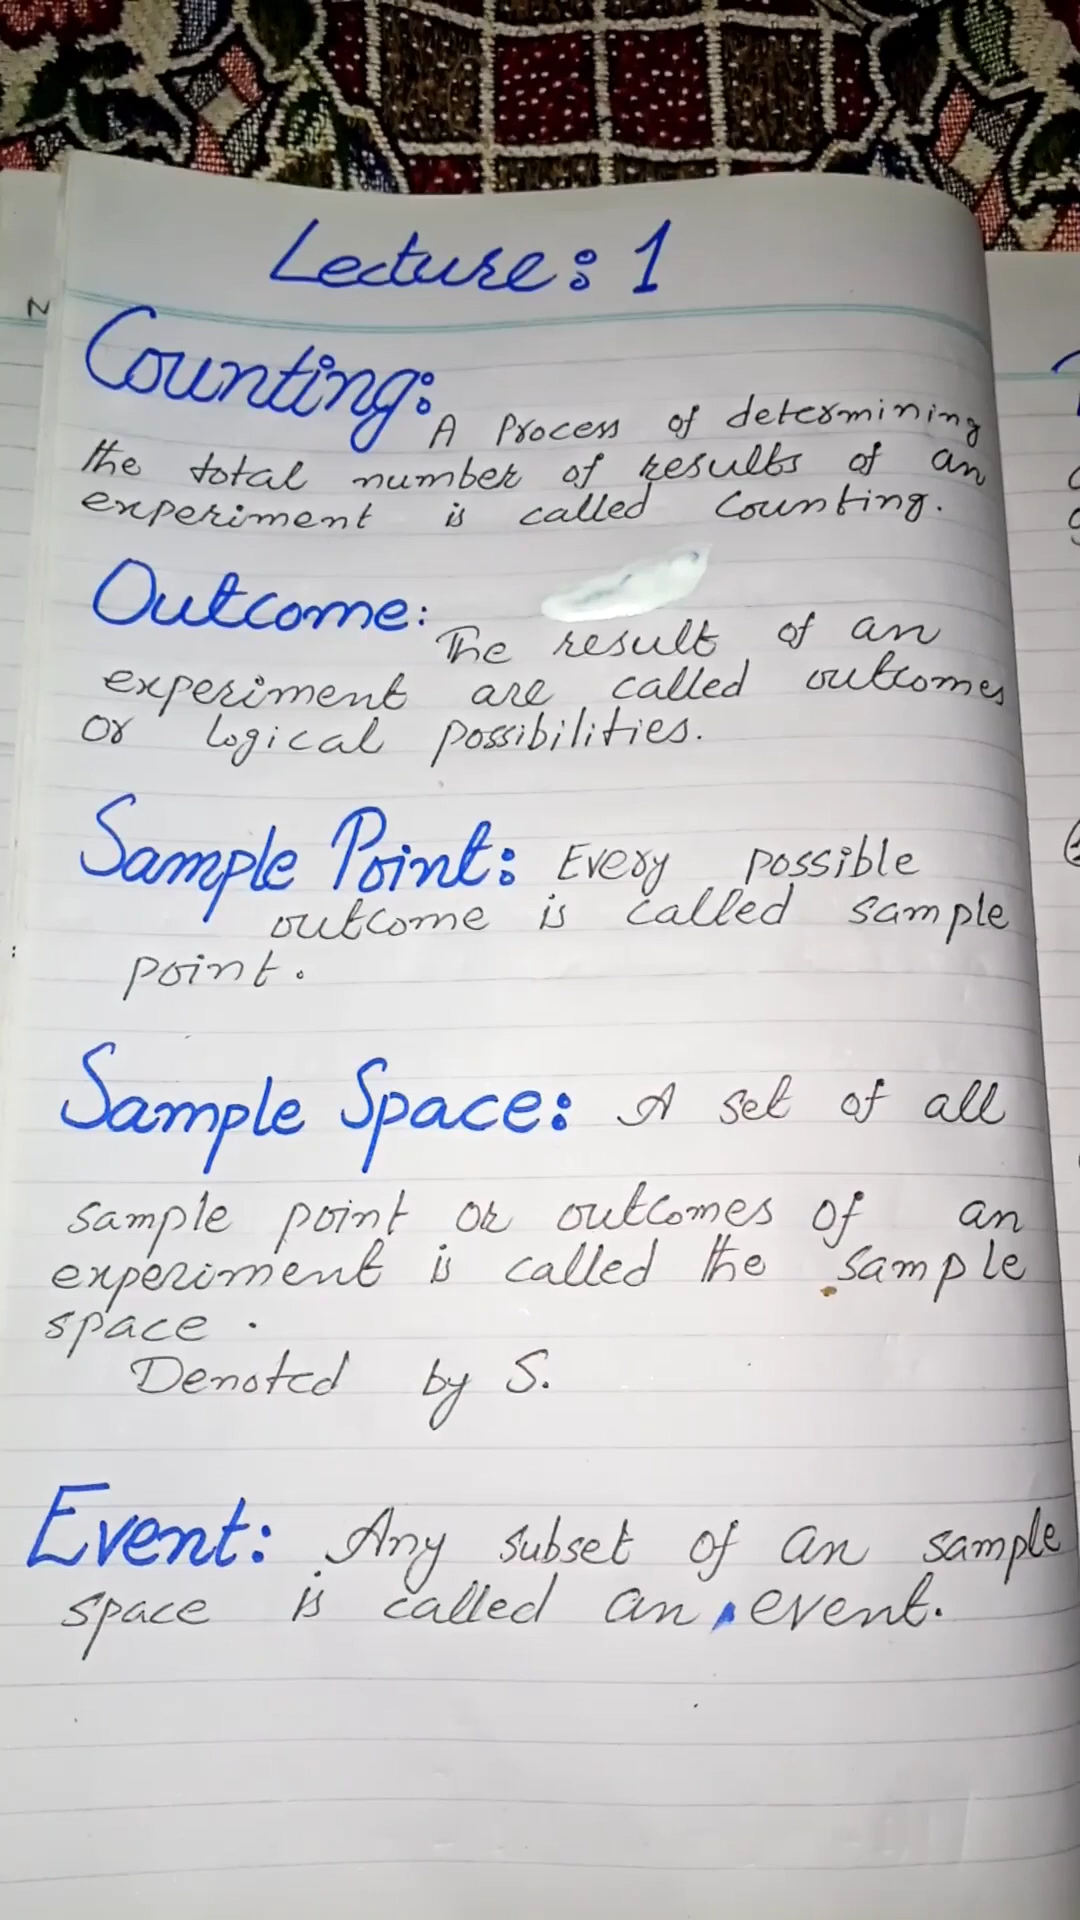 Lecture: 1
Counting:
A Process of determining
the total number of results of an
experiment is called Counting.
Outcome:
The result of an
experiment are called outcomes
or logical possibilities.
Sample Point: Every possible
outcome is called sample
point.
Sample Space: A set of all
sample point or outcomes of an
experiment is called the sample
space.
Denoted by S.
Event: Any subset of an sample
space is called an event.